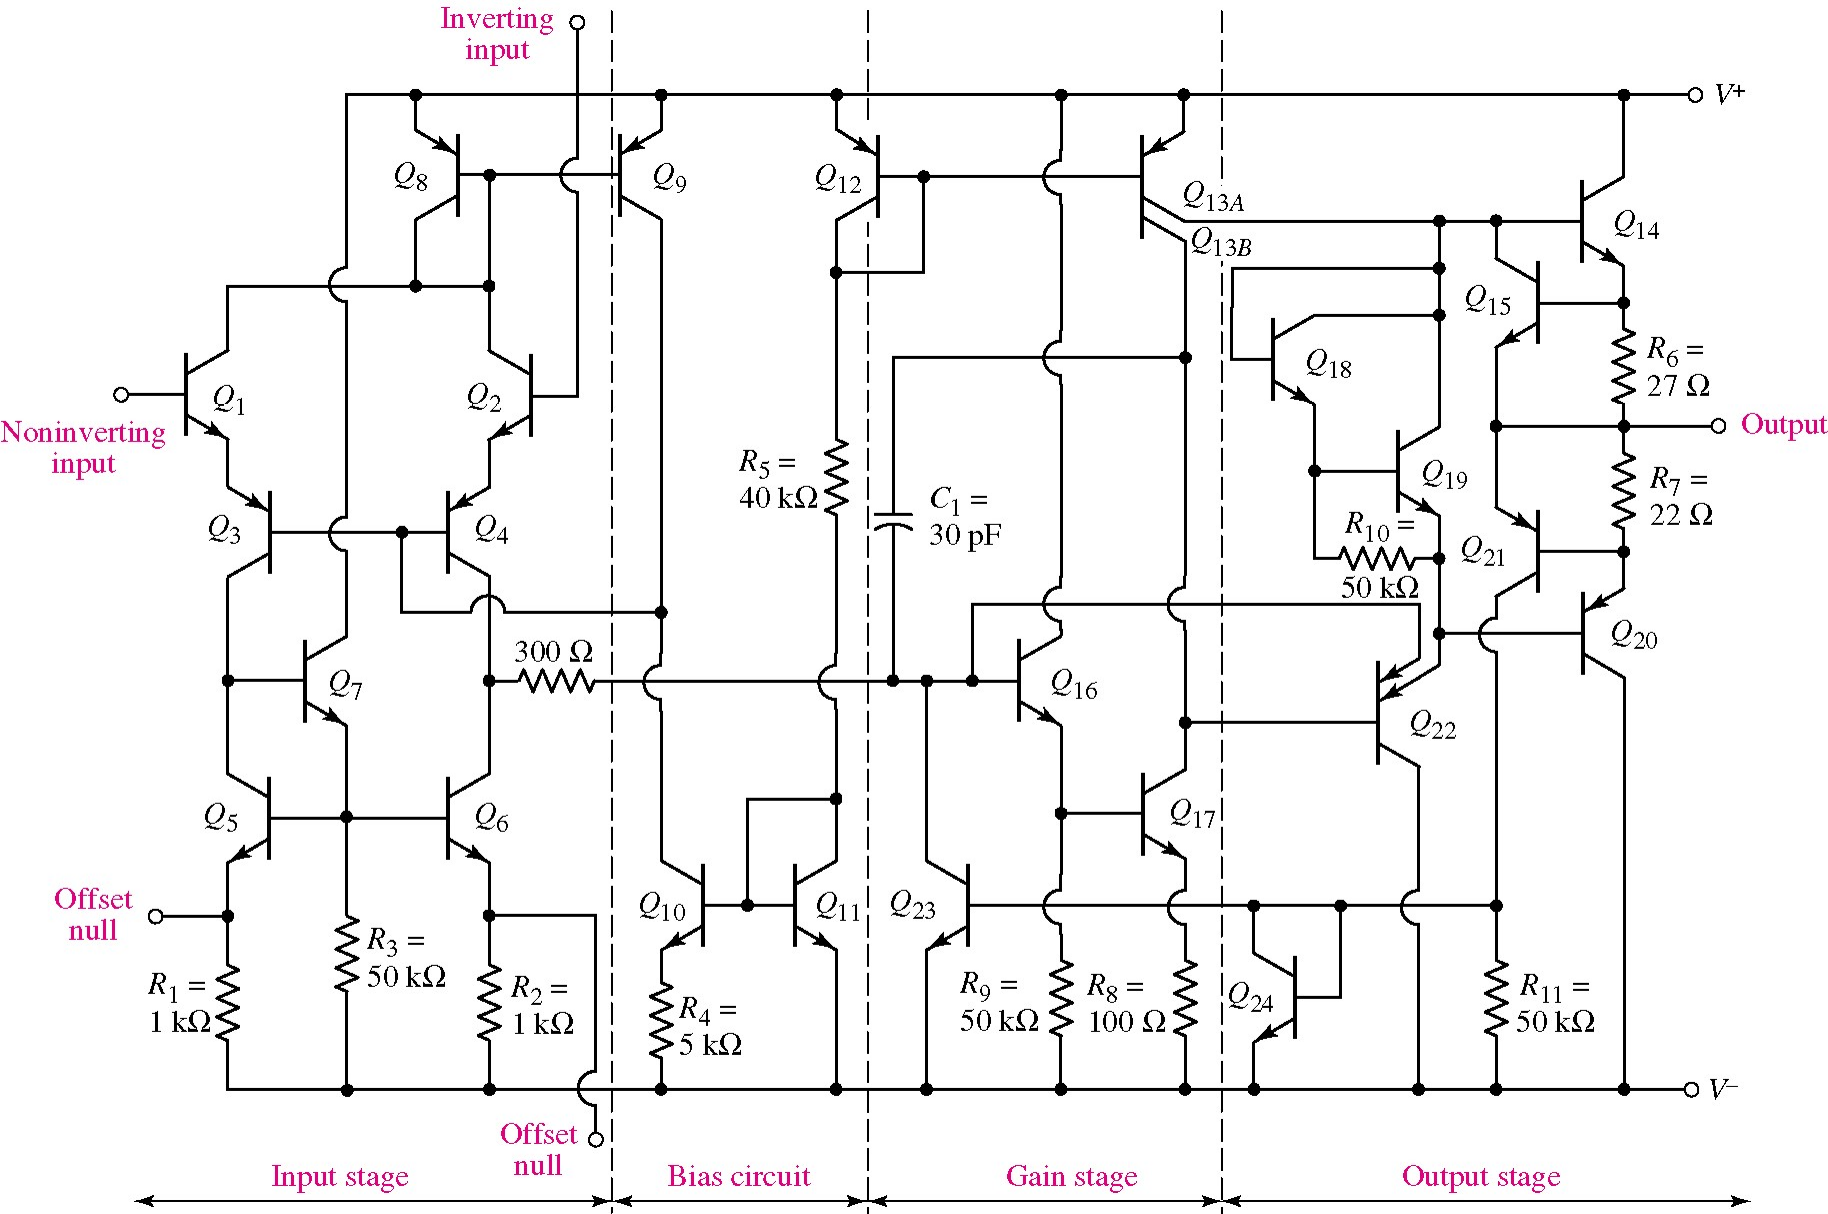 Inverting
input
V+
Q8
Q9
Q12
Q13A
Q13B
Q14
Q15
Q18
R6 =
27 Ω
Q1
Q2
Noninverting
input
Output
R5 =
40 kΩ
C1 =
30 pF
Q19
R7 =
22 Ω
Q3
Q4
R10 =
50 kΩ
Q21
Q20
300 Ω
Q7
Q16
Q22
Q5
Q6
Q17
Offset
null
Q10
Q11
Q23
R3 =
50 kΩ
R1 =
1 kΩ
R2 =
1 kΩ
R4 =
5 kΩ
R9 =
50 kΩ
R8 =
100 Ω
Q24
R11 =
50 kΩ
V–
Offset
null
Input stage
Bias circuit
Gain stage
Output stage